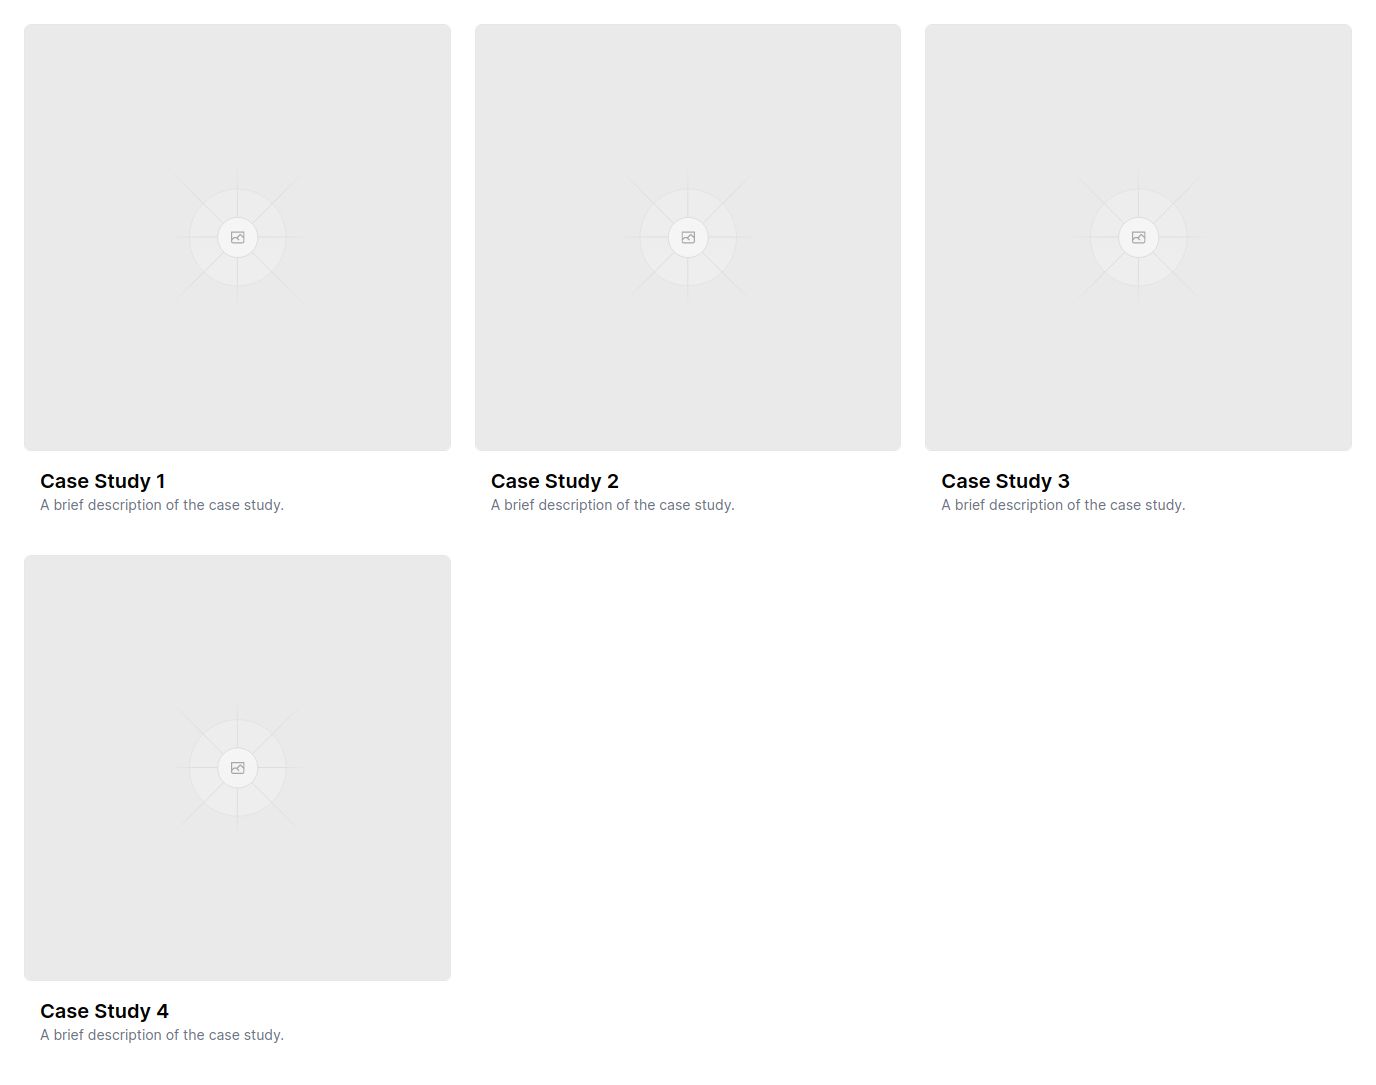 Case Study 1
A brief description of the case study.
Case Study 2
A brief description of the case study.
Case Study 3
A brief description of the case study.
Case Study 4
A brief description of the case study.